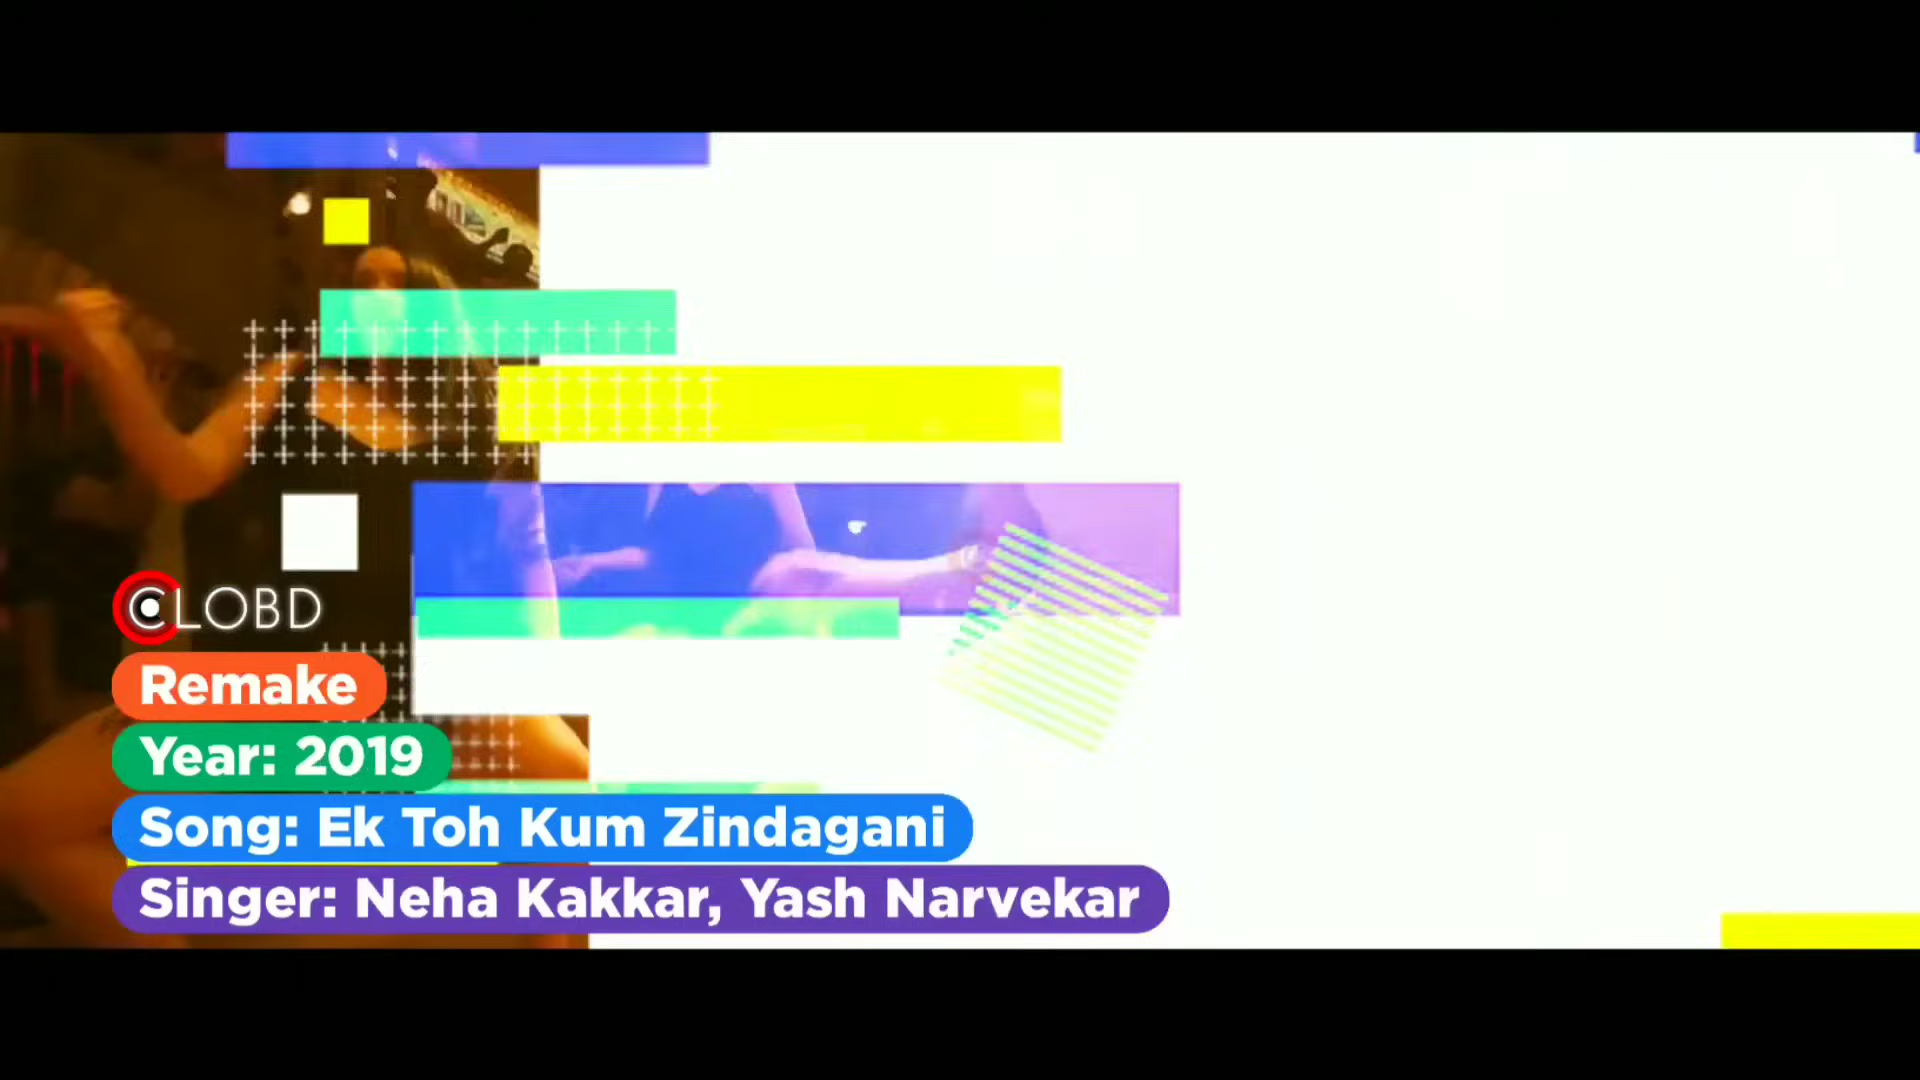 CLOBD
Remake
Year: 2019
Song: Ek Toh Kum Zindagani
Singer: Neha Kakkar, Yash Narvekar